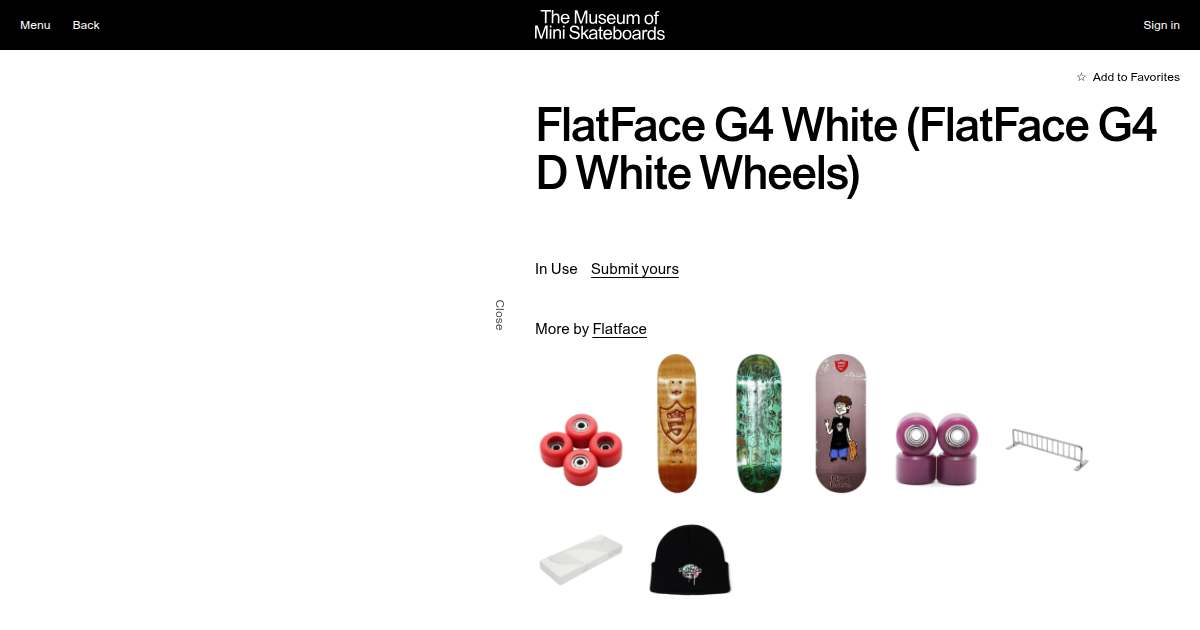 Menu
Back
The Museum of
Mini Skateboards
Sign in
☆ Add to Favorites
FlatFace G4 White (FlatFace G4
D White Wheels)
In Use
Submit yours
Close
More by Flatface